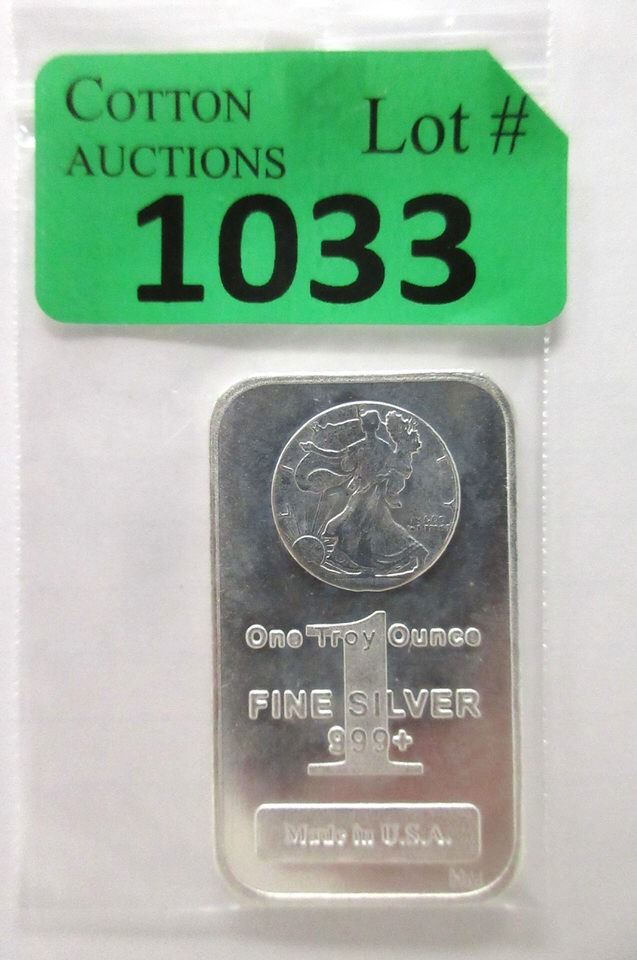 COTTON
AUCTIONS
Lot #
1033
One Troy Ounce
1
FINE SILVER
999+
Made in U.S.A.